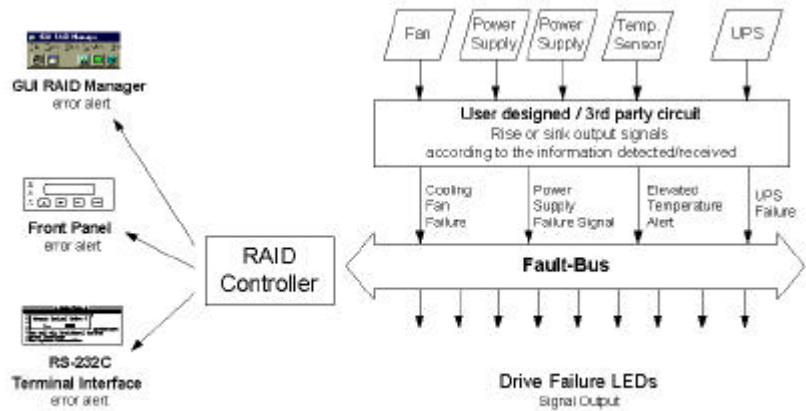 GUI RAID Manager
GUI RAID Manager
error alert
Front Panel
error alert
RS-232C
Terminal Interface
error alert
RAID
Controller
Fan
Power
Supply
Power
Supply
Temp.
Sensor
UPS
User designed / 3rd party circuit
Rise or sink output signals
according to the information detected/received
Cooling
Fan
Failure
Power
Supply
Failure Signal
Elevated
Temperature
Alert
UPS
Failure
Fault-Bus
Drive Failure LEDs
Signal Output